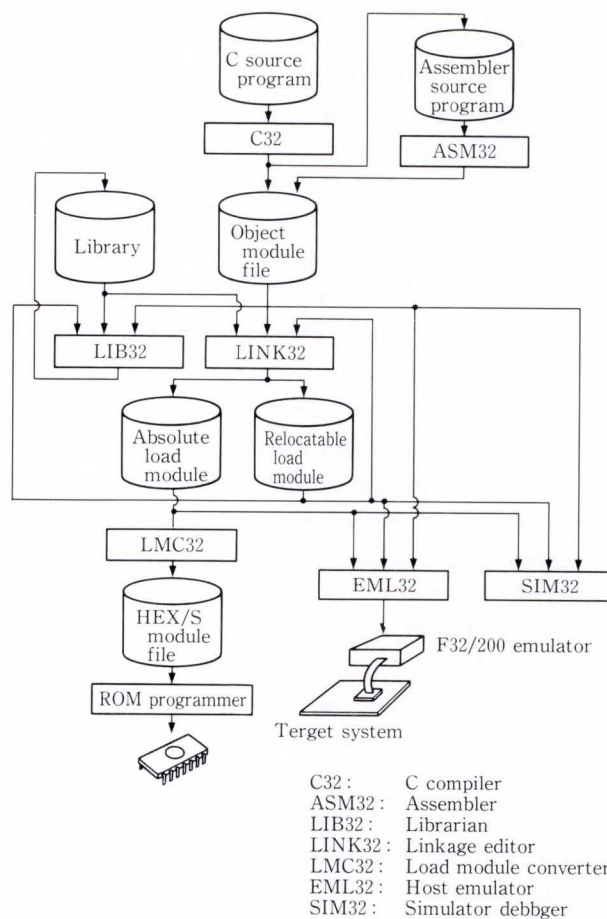 C source
program
Assembler
source
program
C32
ASM32
Library
Object
module
file
LIB32
LINK32
Absolute
load
module
Relocatable
load
module
LMC32
EML32
SIM32
HEX/S
module
file
F32/200 emulator
ROM programmer
Terget system
C32: C compiler
ASM32: Assembler
LIB32: Librarian
LINK32: Linkage editor
LMC32: Load module converter
EML32: Host emulator
SIM32: Simulator debbger